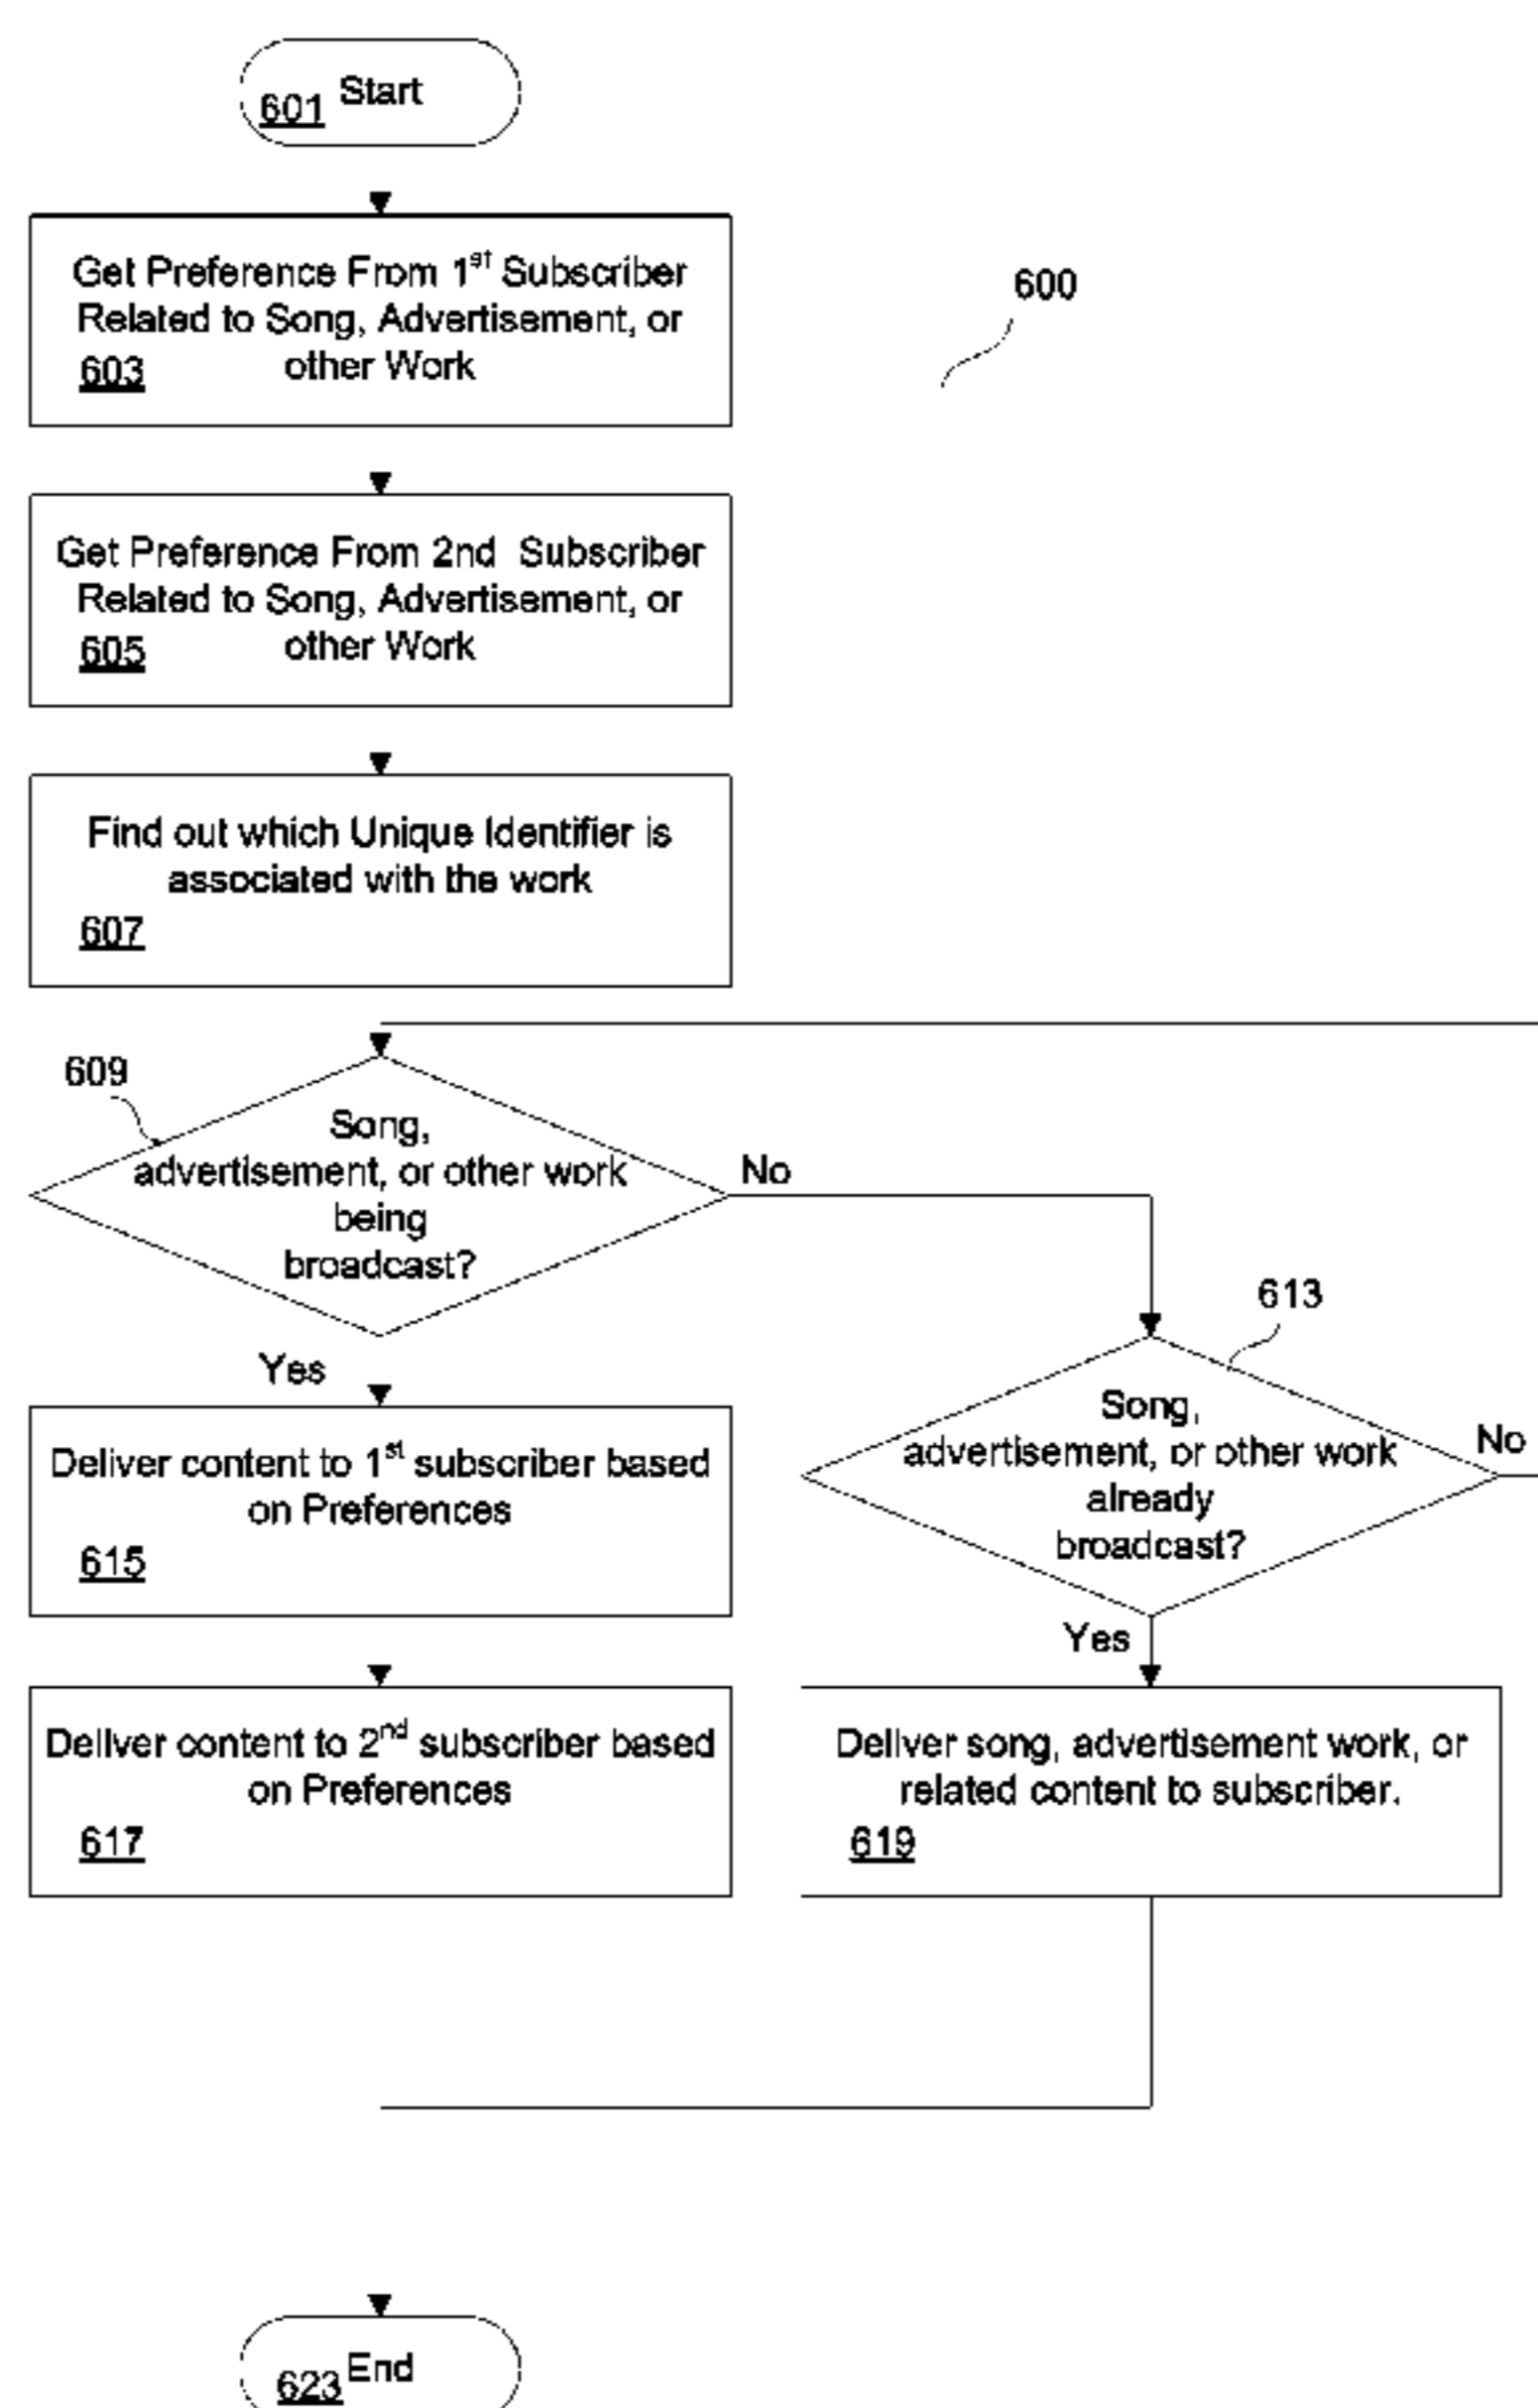 Start
601
Get Preference From 1st Subscriber
Related to Song, Advertisement, or
other Work
603
600
Get Preference From 2nd Subscriber
Related to Song, Advertisement, or
other Work
605
Find out which Unique Identifier is
associated with the work
607
609
Song,
advertisement, or other work
being
broadcast?
No
Yes
613
Song,
advertisement, or other work
already
broadcast?
No
Yes
Deliver content to 1st subscriber based
on Preferences
615
Deliver content to 2nd subscriber based
on Preferences
617
Deliver song, advertisement work, or
related content to subscriber.
619
End
623